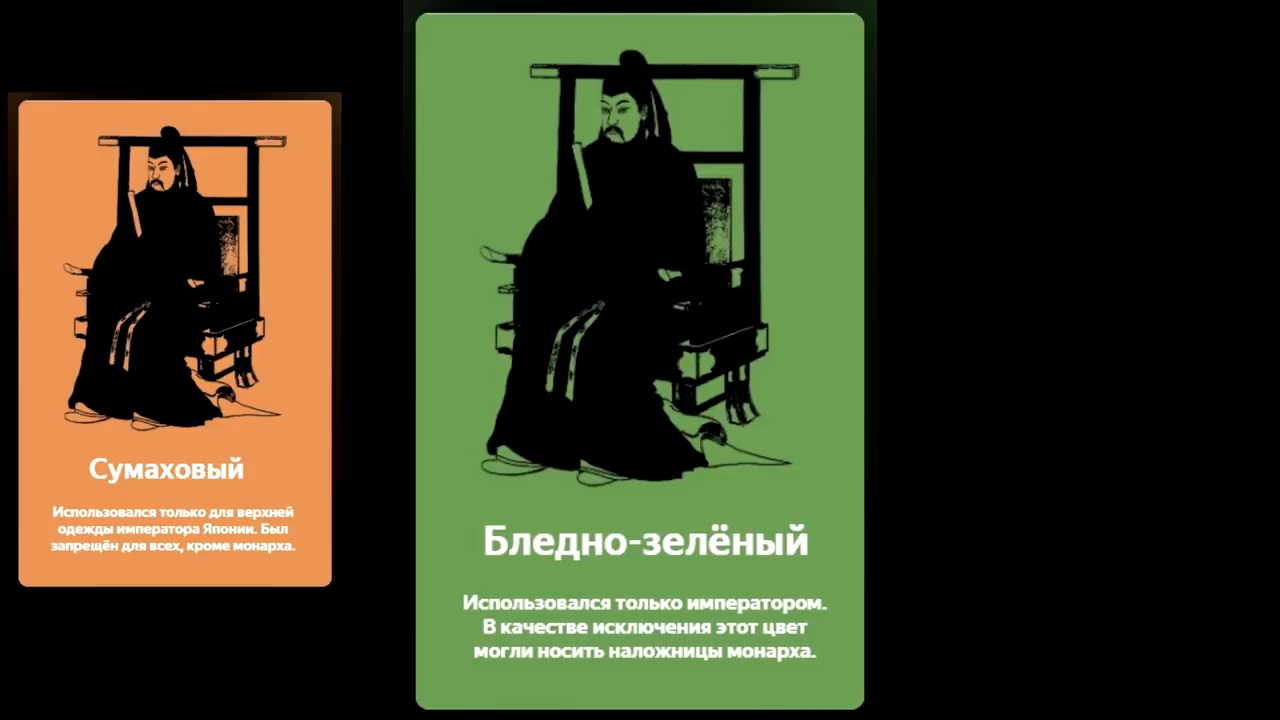 Сумаховый
Использовался только для верхней
одежды императора Японии. Был
запрещён для всех, кроме монарха.
Бледно-зелёный
Использовался только императором.
В качестве исключения этот цвет
могли носить наложницы монарха.